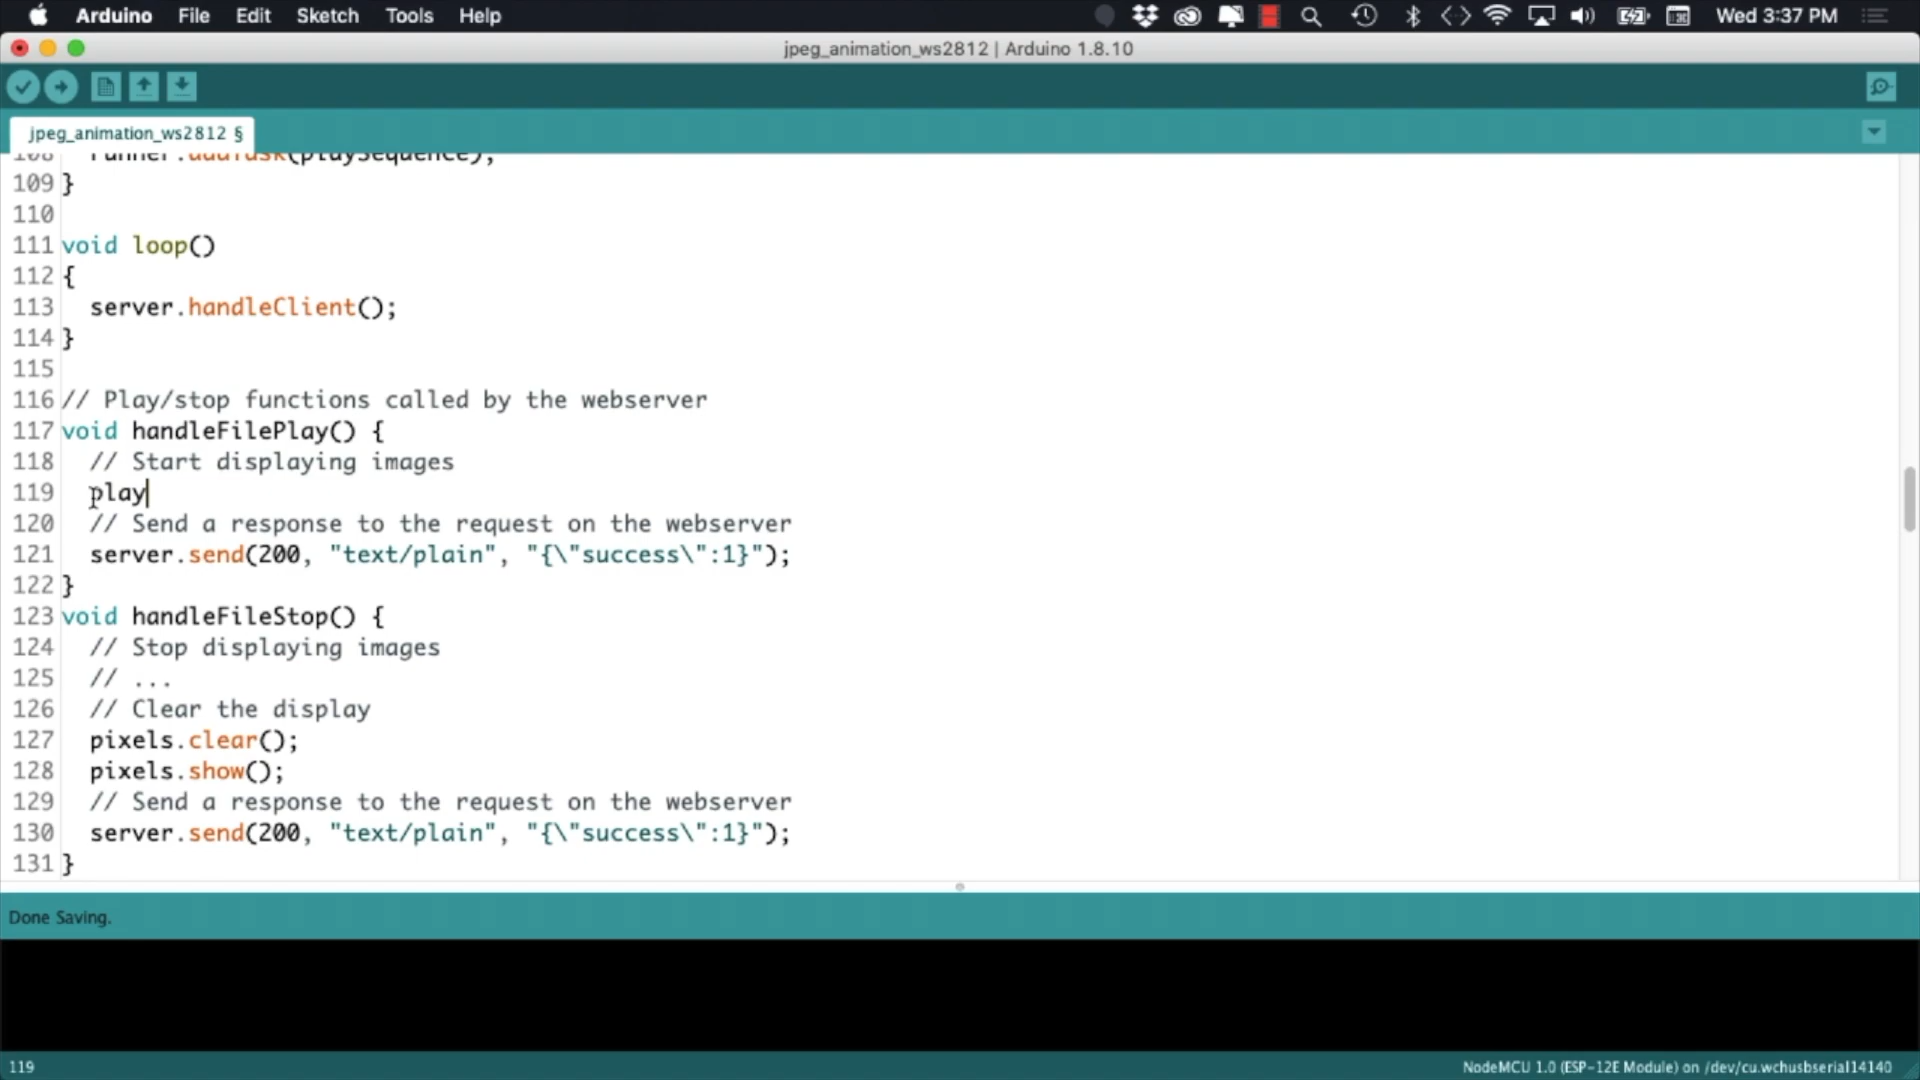 Arduino File Edit Sketch Tools Help Wed 3:37 PM
jpeg_animation_ws2812 | Arduino 1.8.10
jpeg_animation_ws2812 §
108 runner.addTask(playSequence);
109 }
110
111 void loop()
112 {
113 server.handleClient();
114 }
115
116 // Play/stop functions called by the webserver
117 void handleFilePlay() {
118 // Start displaying images
119 play
120 // Send a response to the request on the webserver
121 server.send(200, "text/plain", "{\"success\":1}");
122 }
123 void handleFileStop() {
124 // Stop displaying images
125 // ...
126 // Clear the display
127 pixels.clear();
128 pixels.show();
129 // Send a response to the request on the webserver
130 server.send(200, "text/plain", "{\"success\":1}");
131 }
Done Saving.
119 NodeMCU 1.0 (ESP-12E Module) on /dev/cu.wchusbserial14140